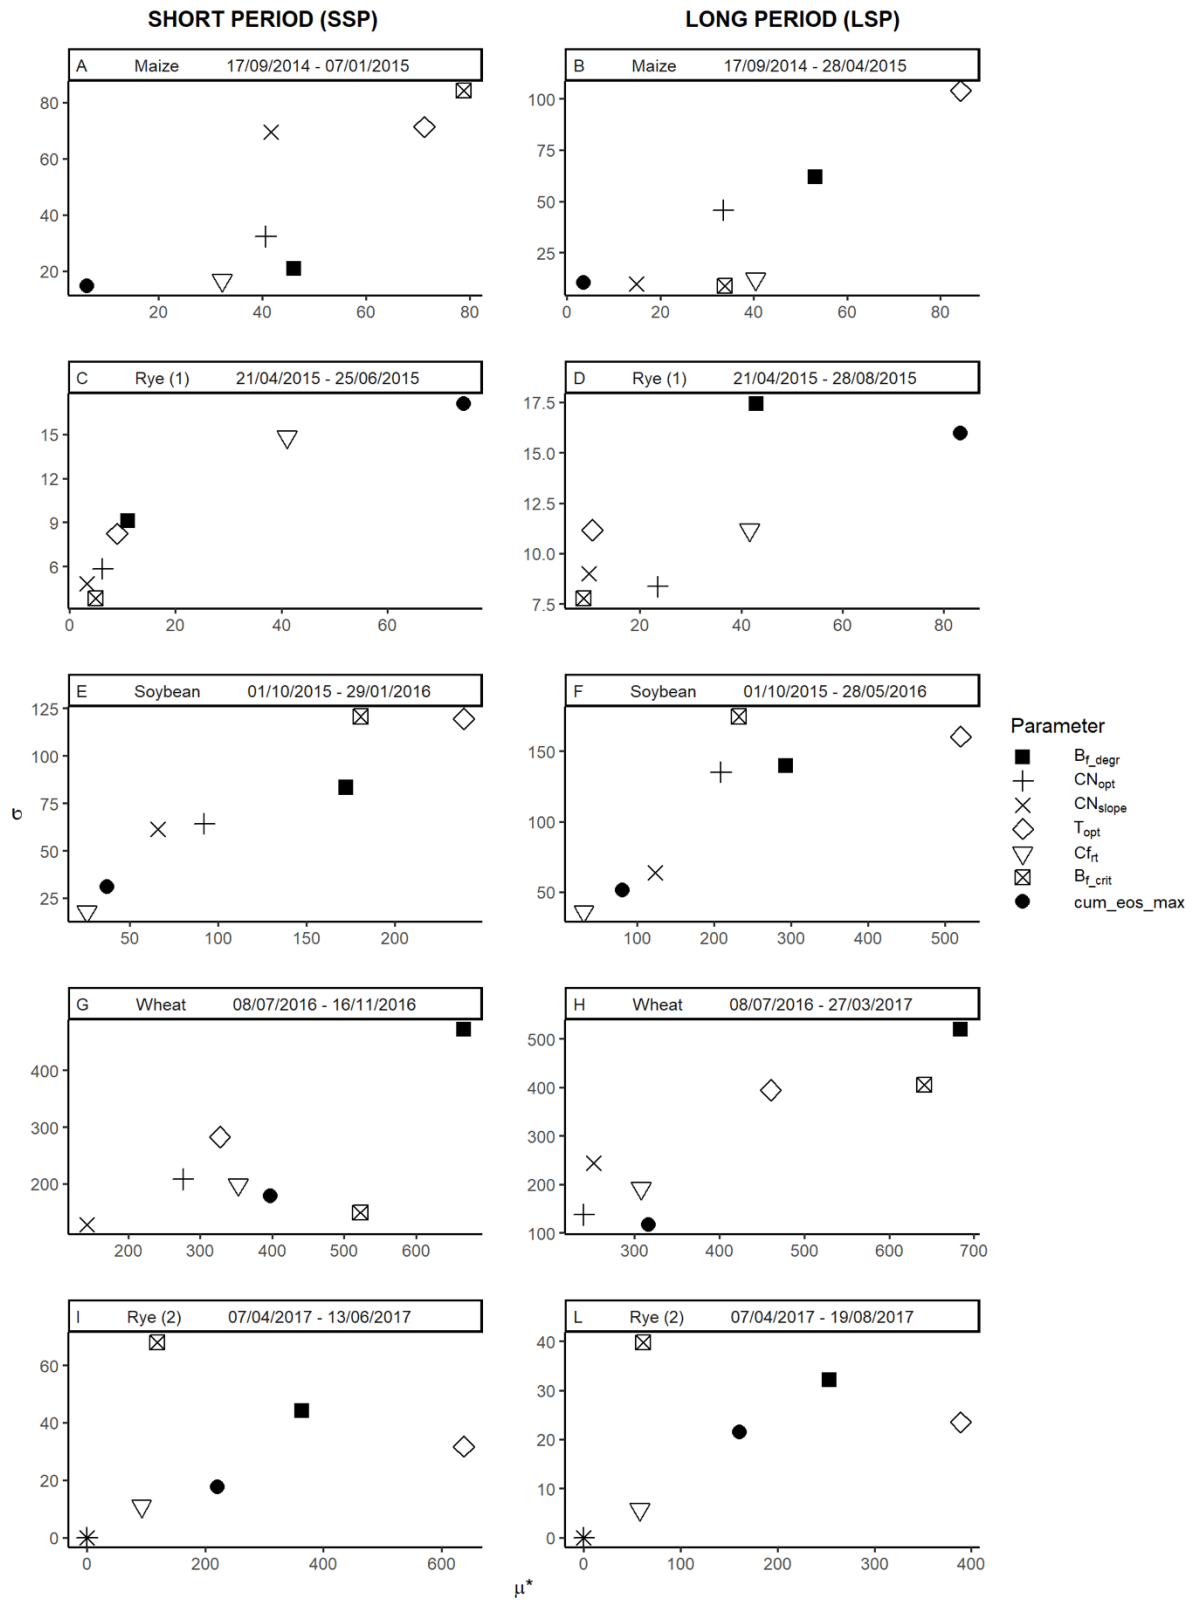 SHORT PERIOD (SSP)
LONG PERIOD (LSP)
A Maize 17/09/2014 - 07/01/2015
80
60
40
20
20 40 60 80
B Maize 17/09/2014 - 28/04/2015
100
75
50
25
0 20 40 60 80
C Rye (1) 21/04/2015 - 25/06/2015
15
12
9
6
0 20 40 60
D Rye (1) 21/04/2015 - 28/08/2015
17.5
15.0
12.5
10.0
7.5
20 40 60 80
E Soybean 01/10/2015 - 29/01/2016
125
100
75
50
25
50 100 150 200
F Soybean 01/10/2015 - 28/05/2016
150
100
50
100 200 300 400 500
G Wheat 08/07/2016 - 16/11/2016
400
300
200
200 300 400 500 600
H Wheat 08/07/2016 - 27/03/2017
500
400
300
200
100
300 400 500 600 700
I Rye (2) 07/04/2017 - 13/06/2017
60
40
20
0
0 200 400 600
L Rye (2) 07/04/2017 - 19/08/2017
40
30
20
10
0
0 100 200 300 400
σ
μ*
Parameter
Bf_degr
CNopt
CNslope
Topt
Cfrt
Bf_crit
cum_eos_max